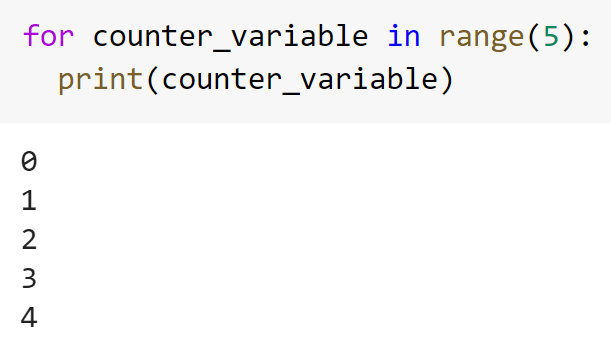 for counter_variable in range(5):
  print(counter_variable)
0
1
2
3
4